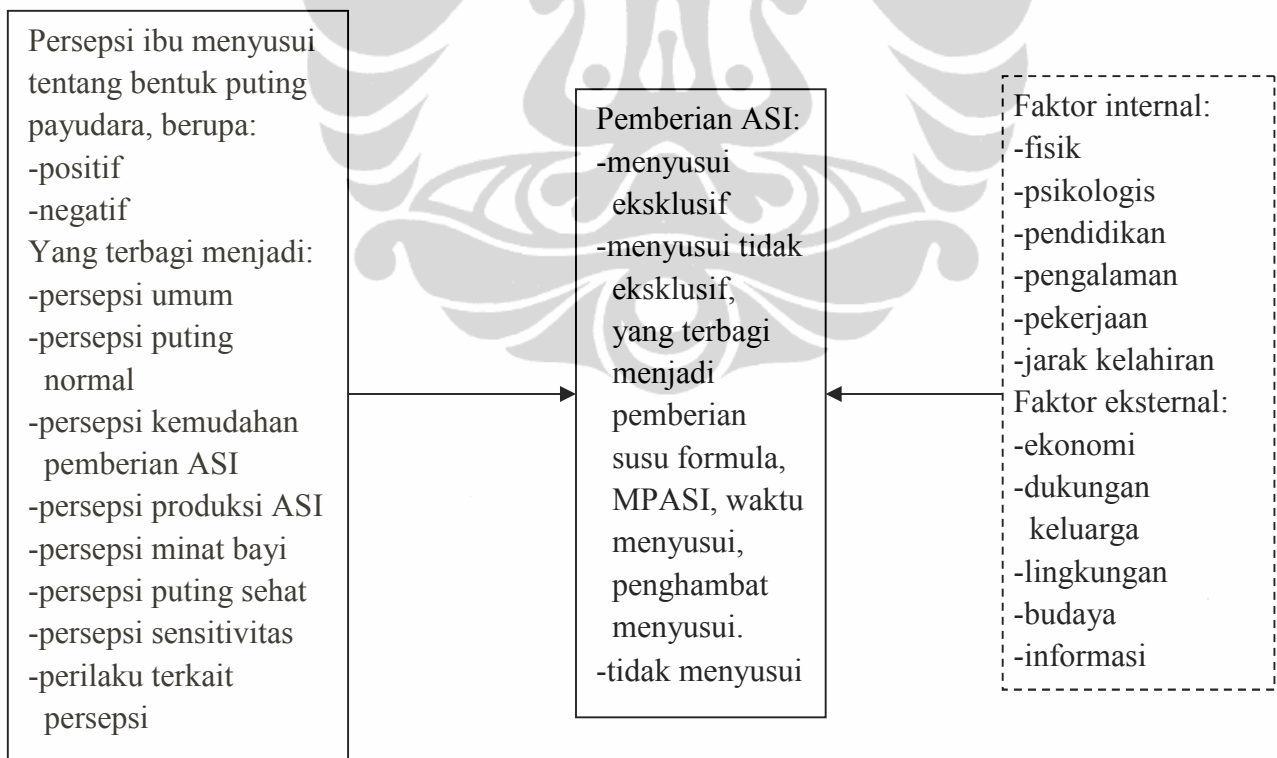 Persepsi ibu menyusui
tentang bentuk puting
payudara, berupa:
-positif
-negatif
Yang terbagi menjadi:
-persepsi umum
-persepsi puting
normal
-persepsi kemudahan
pemberian ASI
-persepsi produksi ASI
-persepsi minat bayi
-persepsi puting sehat
-persepsi sensitivitas
-perilaku terkait
persepsi
Pemberian ASI:
-menyusui
eksklusif
-menyusui tidak
eksklusif,
yang terbagi
menjadi
pemberian
susu formula,
MPASI, waktu
menyusui,
penghambat
menyusui.
-tidak menyusui
Faktor internal:
-fisik
-psikologis
-pendidikan
-pengalaman
-pekerjaan
-jarak kelahiran
Faktor eksternal:
-ekonomi
-dukungan
keluarga
-lingkungan
-budaya
-informasi